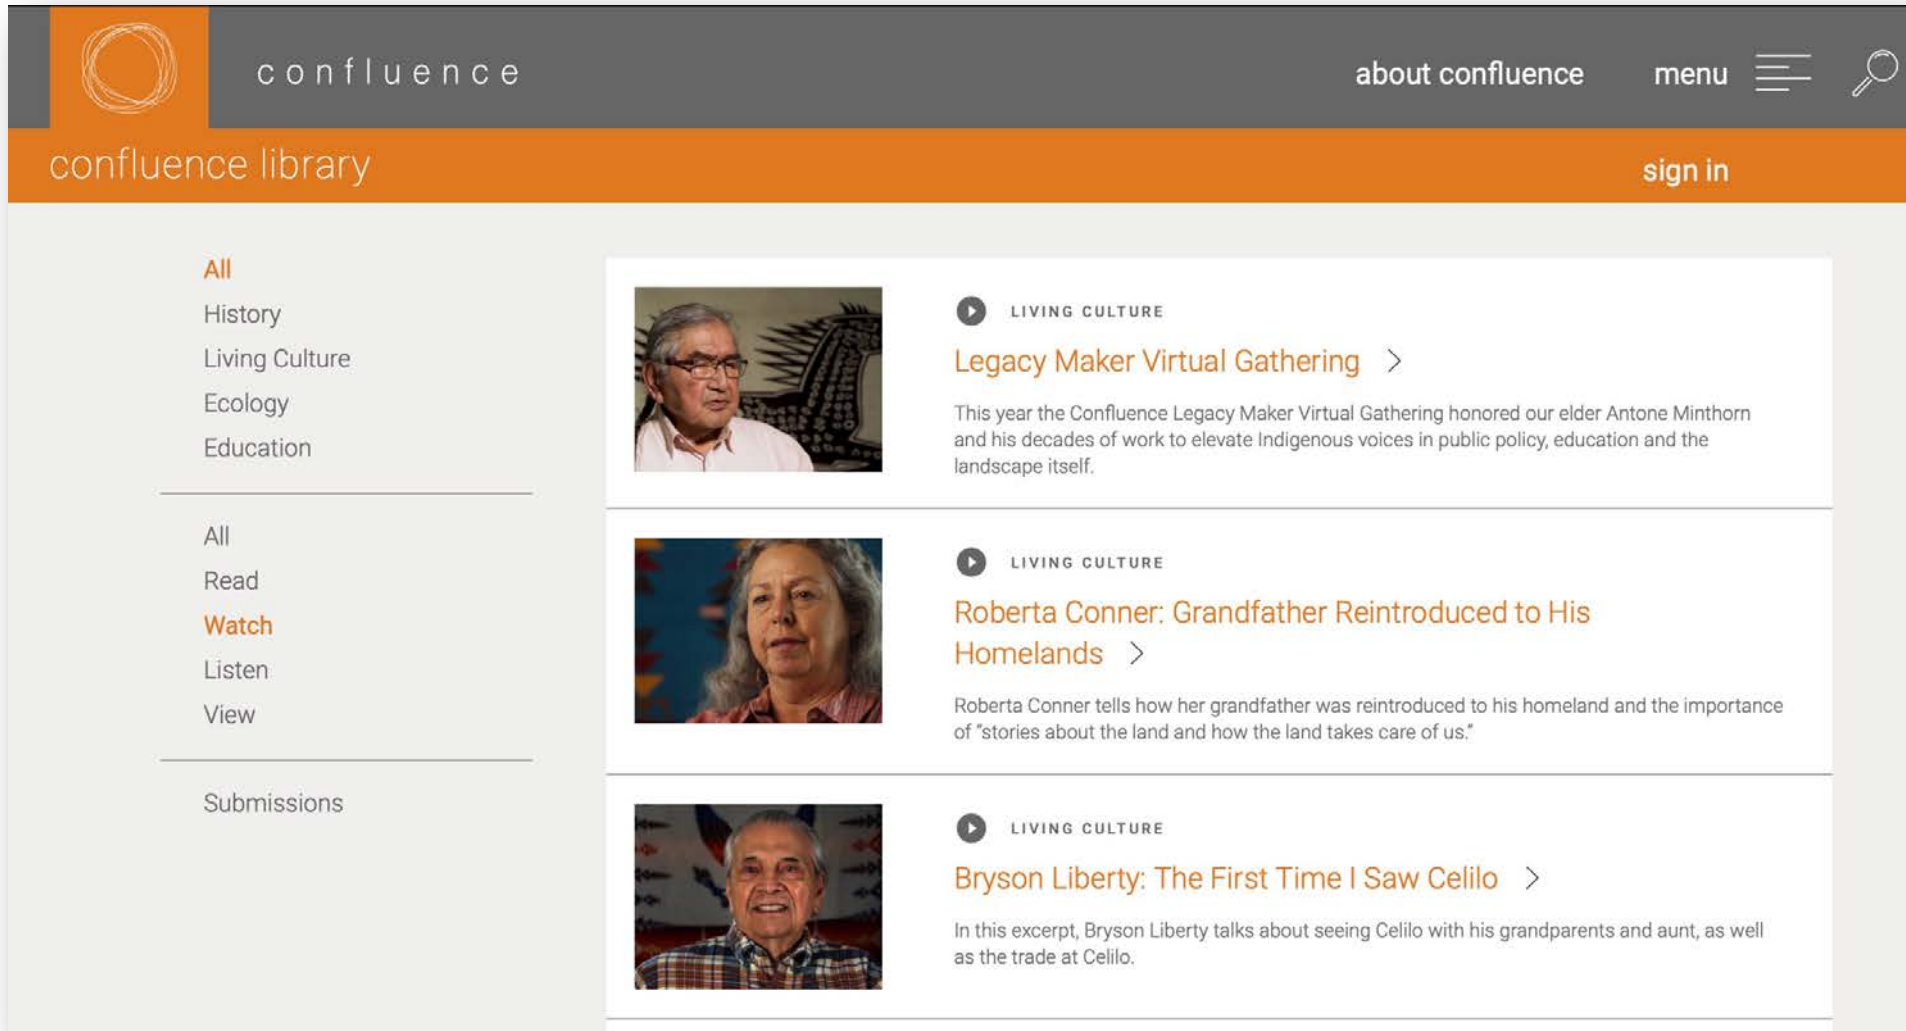 confluence
about confluence
menu
confluence library
sign in
All
History
Living Culture
Ecology
Education
All
Read
Watch
Listen
View
Submissions
LIVING CULTURE
Legacy Maker Virtual Gathering
This year the Confluence Legacy Maker Virtual Gathering honored our elder Antone Minthorn
and his decades of work to elevate Indigenous voices in public policy, education and the
landscape itself.
LIVING CULTURE
Roberta Conner: Grandfather Reintroduced to His
Homelands
Roberta Conner tells how her grandfather was reintroduced to his homeland and the importance
of “stories about the land and how the land takes care of us.”
LIVING CULTURE
Bryson Liberty: The First Time I Saw Celilo
In this excerpt, Bryson Liberty talks about seeing Celilo with his grandparents and aunt, as well
as the trade at Celilo.